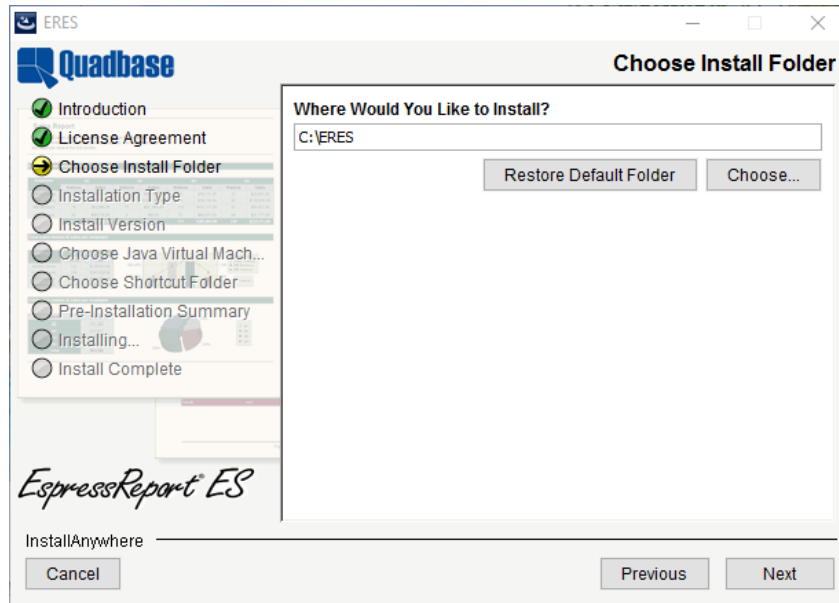 ERES
Quadbase
Choose Install Folder
Introduction
License Agreement
Choose Install Folder
Installation Type
Install Version
Choose Java Virtual Mach...
Choose Shortcut Folder
Pre-Installation Summary
Installing...
Install Complete
Where Would You Like to Install?
C:\ERES
Restore Default Folder
Choose...
EspressReport® ES
InstallAnywhere
Cancel
Previous
Next